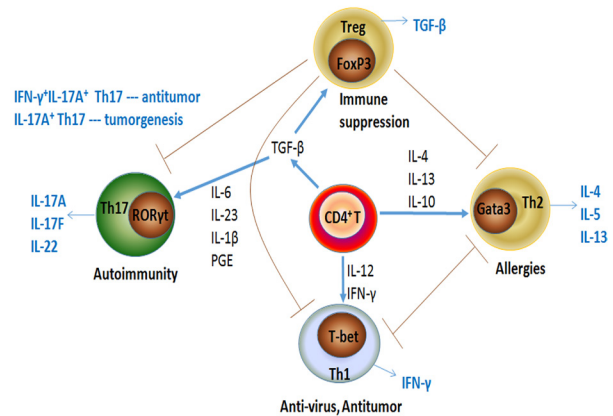 Treg
TGF-β
FoxP3
Immune
suppression
IFN-γ⁺IL-17A⁺ Th17 --- antitumor
IL-17A⁺ Th17 --- tumorgenesis
TGF-β
IL-4
IL-13
IL-10
IL-17A
IL-17F
IL-22
Th17
RORγt
Autoimmunity
IL-6
IL-23
IL-1β
PGE
CD4⁺T
Gata3
Th2
IL-4
IL-5
IL-13
Allergies
IL-12
IFN-γ
T-bet
Th1
IFN-γ
Anti-virus, Antitumor